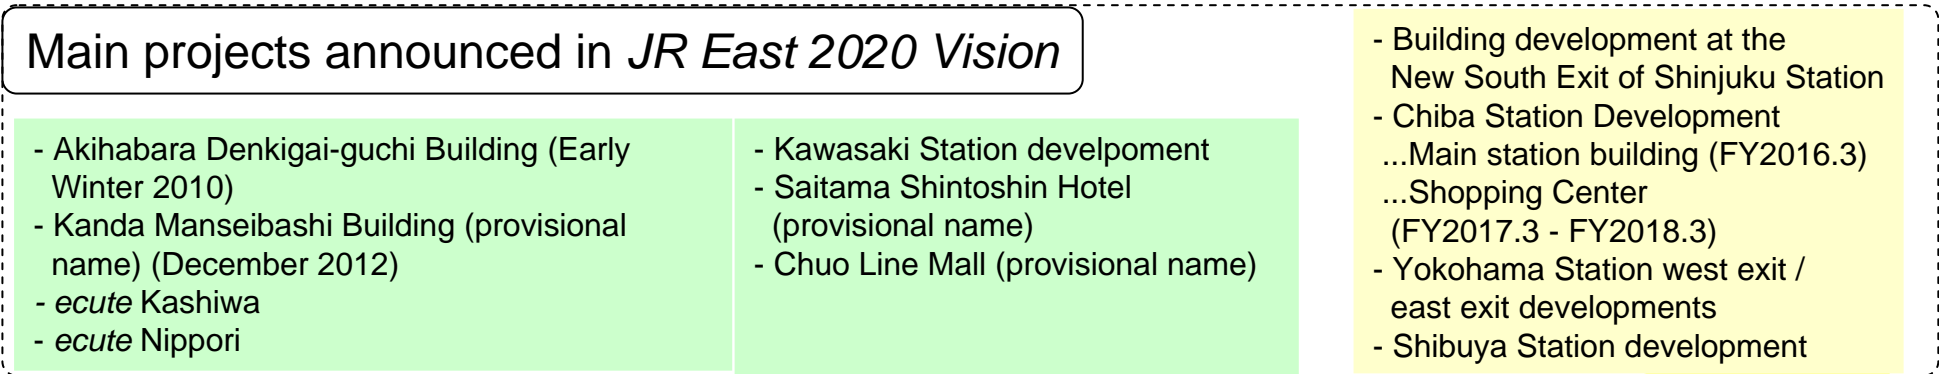 Main projects announced in JR East 2020 Vision
- Akihabara Denkigai-guchi Building (Early
Winter 2010)
- Kanda Manseibashi Building (provisional
name) (December 2012)
- ecute Kashiwa
- ecute Nippori
- Kawasaki Station develpoment
- Saitama Shintoshin Hotel
(provisional name)
- Chuo Line Mall (provisional name)
- Building development at the
New South Exit of Shinjuku Station
- Chiba Station Development
...Main station building (FY2016.3)
...Shopping Center
(FY2017.3 - FY2018.3)
- Yokohama Station west exit /
east exit developments
- Shibuya Station development